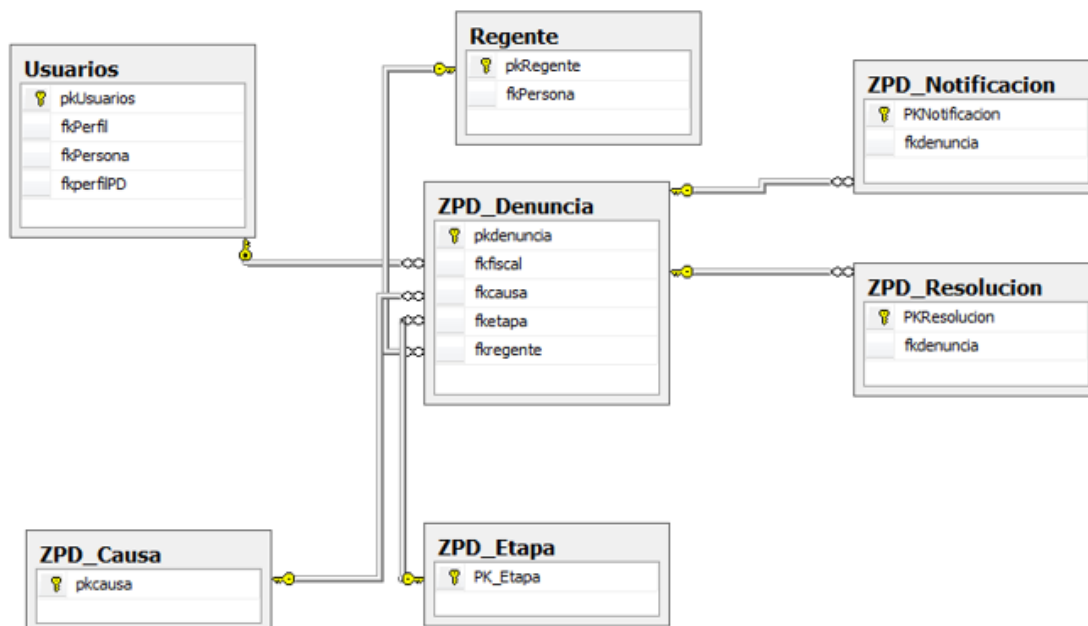 Usuarios
pkUsuarios
fkPerfil
fkPersona
fkperfilPD
Regente
pkRegente
fkPersona
ZPD_Notificacion
PKNotificacion
fkdenuncia
ZPD_Denuncia
pkdenuncia
fkfiscal
fkcausa
fketapa
fkregente
ZPD_Resolucion
PKResolucion
fkdenuncia
ZPD_Causa
pkcausa
ZPD_Etapa
PK_Etapa